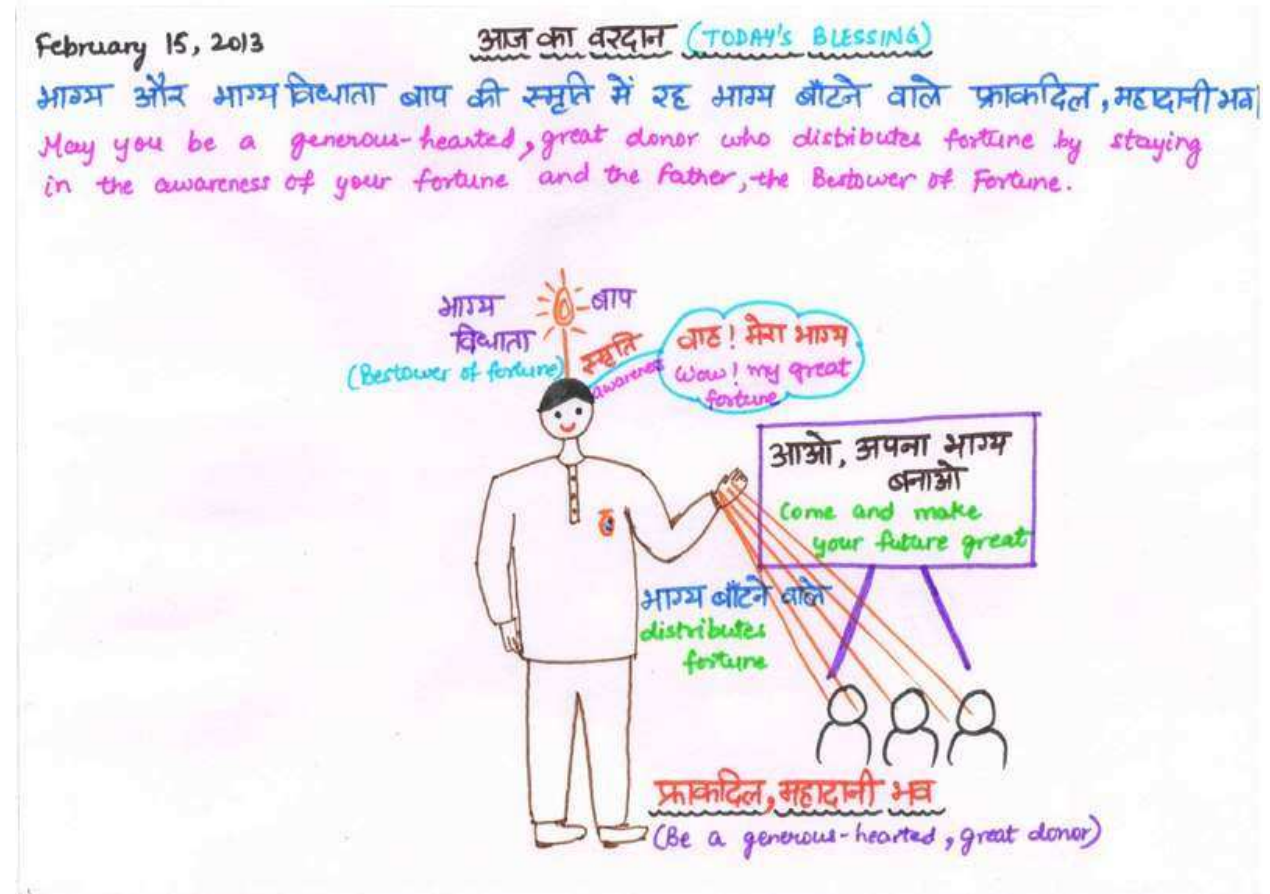 February 15, 2013
आज का वरदान (TODAY'S BLESSING)
भाग्य और भाग्य विधाता बाप की स्मृति में रह भाग्य बाँटने वाले फ्राकदिल, महादानी भव|
May you be a generous-hearted, great donor who distributes fortune by staying
in the awareness of your fortune and the father, the Bestower of Fortune.
भाग्य
विधाता
(Bestower of fortune)
बाप
स्मृति
awareness
वाह! मेरा भाग्य
Wow! my great
fortune
आओ, अपना भाग्य
बनाओ
Come and make
your future great
भाग्य बाँटने वाले
distributes
fortune
फ्राकदिल, महादानी भव
(Be a generous-hearted, great donor)